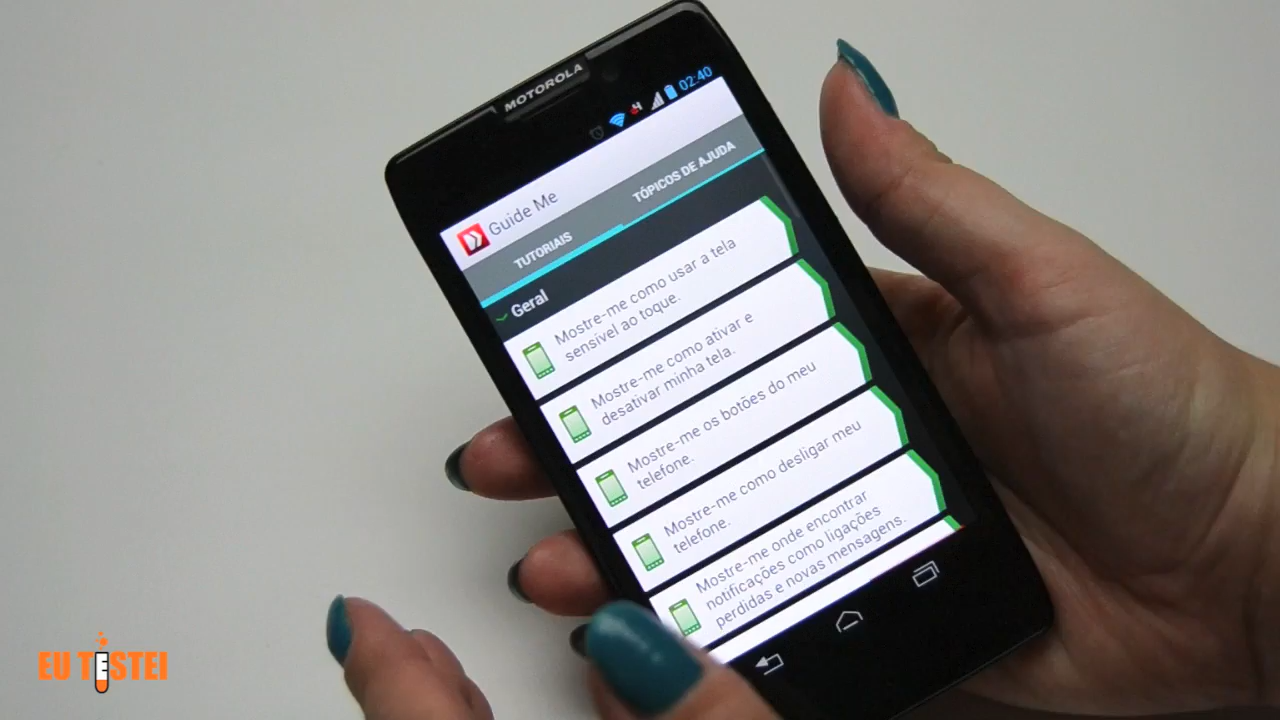 MOTOROLA
02:40
Guide Me
TUTORIAIS
TÓPICOS DE AJUDA
Geral
Mostre-me como usar a tela
sensível ao toque.
Mostre-me como ativar e
desativar minha tela.
Mostre-me os botões do meu
telefone.
Mostre-me como desligar meu
telefone.
Mostre-me onde encontrar
notificações como ligações
perdidas e novas mensagens.
EU TESTEI